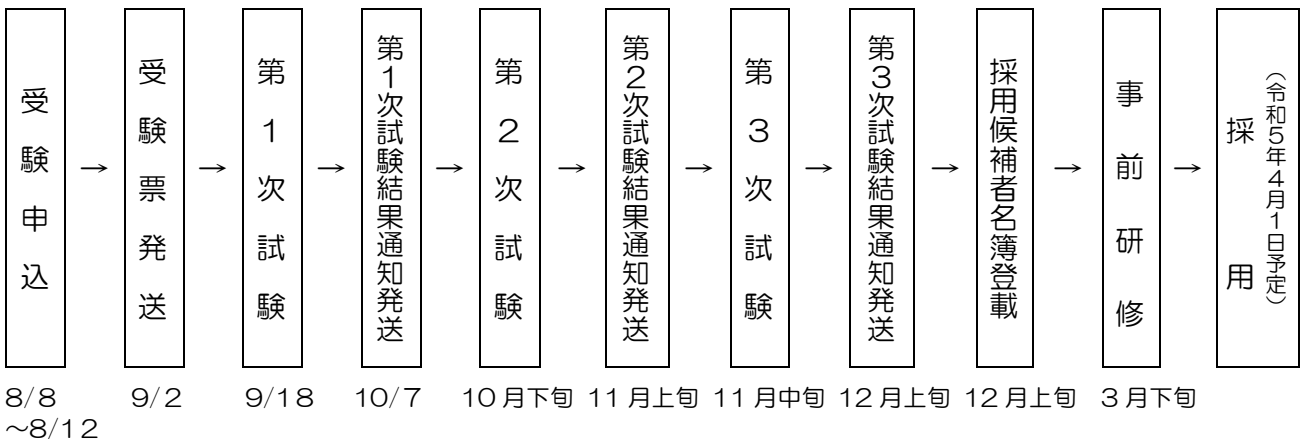 受験申込
→
受験票発送
→
第1次試験
→
第1次試験結果通知発送
→
第2次試験
→
第2次試験結果通知発送
→
第3次試験
→
第3次試験結果通知発送
→
採用候補者名簿登載
→
事前研修
→
採用
（令和5年4月1日予定）
8/8
～8/12
9/2
9/18
10/7
10月下旬
11月上旬
11月中旬
12月上旬
12月上旬
3月下旬